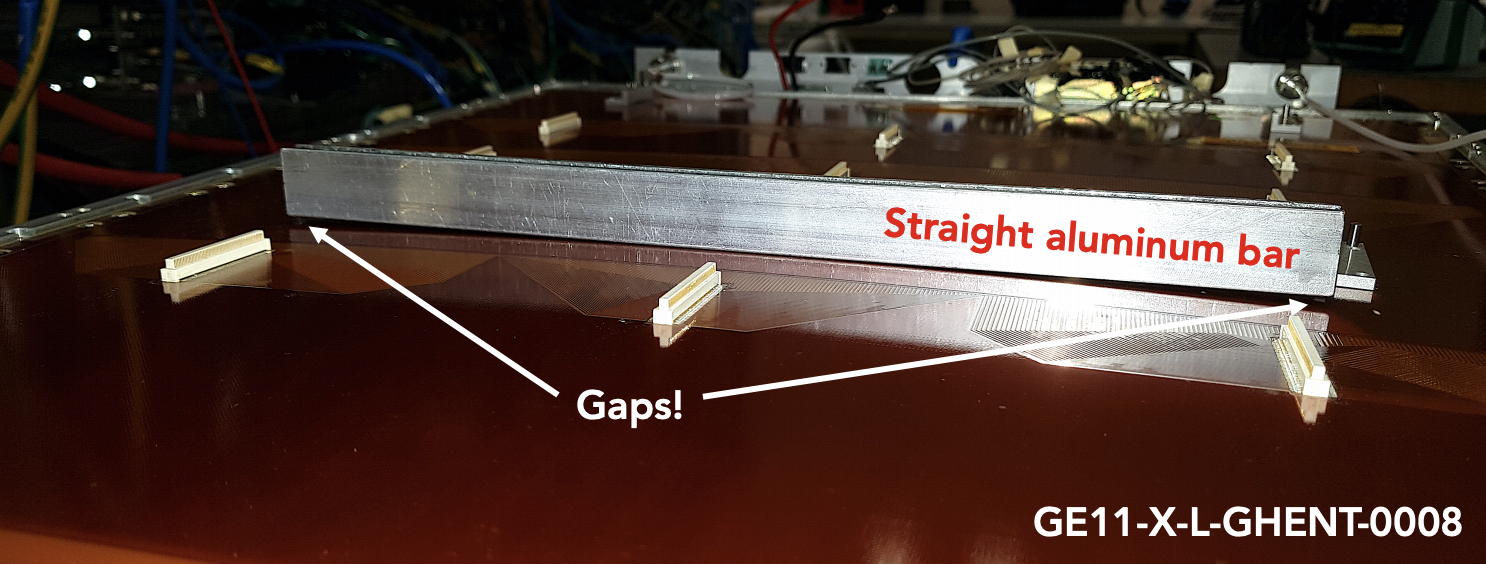 Straight aluminum bar
Gaps!
GE11-X-L-GHENT-0008